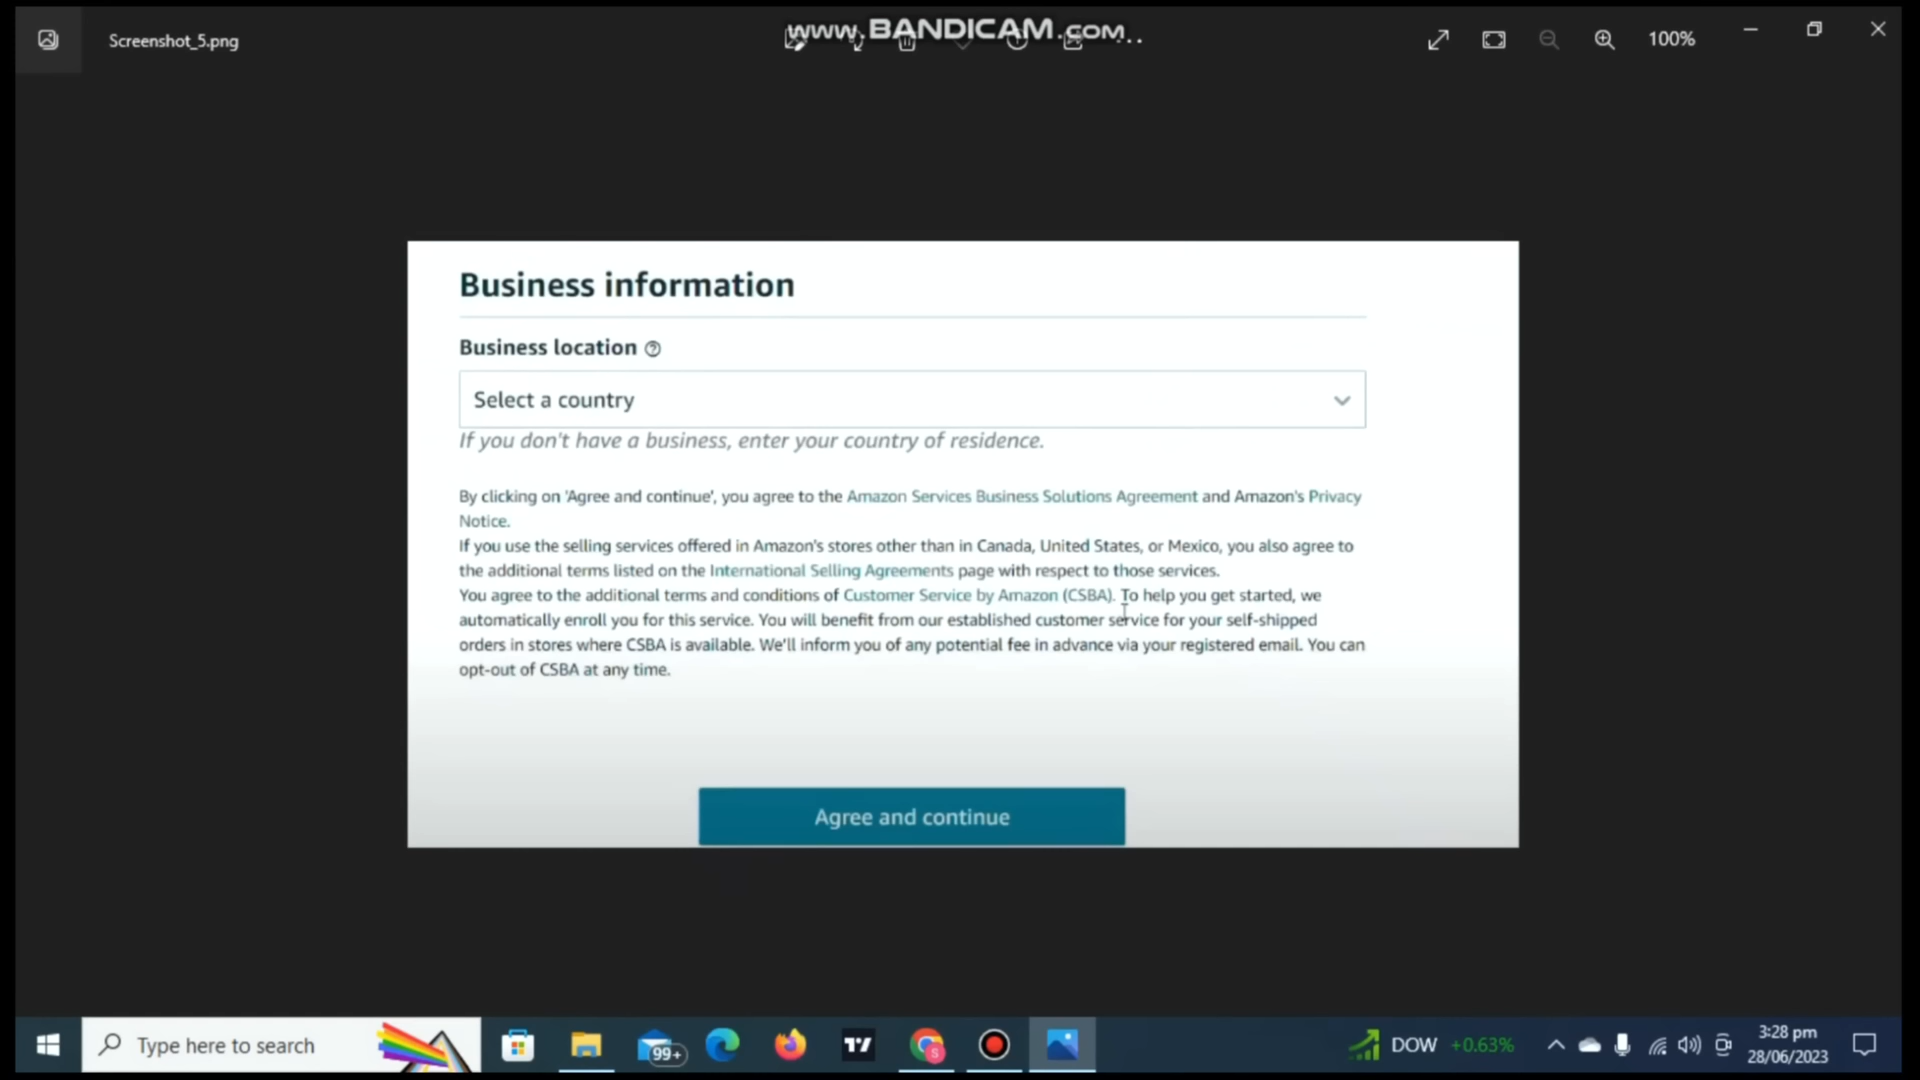 Screenshot_5.png
www.BANDICAM.com
100%
Business information
Business location
Select a country
If you don't have a business, enter your country of residence.
By clicking on 'Agree and continue', you agree to the Amazon Services Business Solutions Agreement and Amazon's Privacy
Notice.
If you use the selling services offered in Amazon's stores other than in Canada, United States, or Mexico, you also agree to
the additional terms listed on the International Selling Agreements page with respect to those services.
You agree to the additional terms and conditions of Customer Service by Amazon (CSBA). To help you get started, we
automatically enroll you for this service. You will benefit from our established customer service for your self-shipped
orders in stores where CSBA is available. We'll inform you of any potential fee in advance via your registered email. You can
opt-out of CSBA at any time.
Agree and continue
Type here to search
99+
S
DOW +0.63%
3:28 pm
28/06/2023